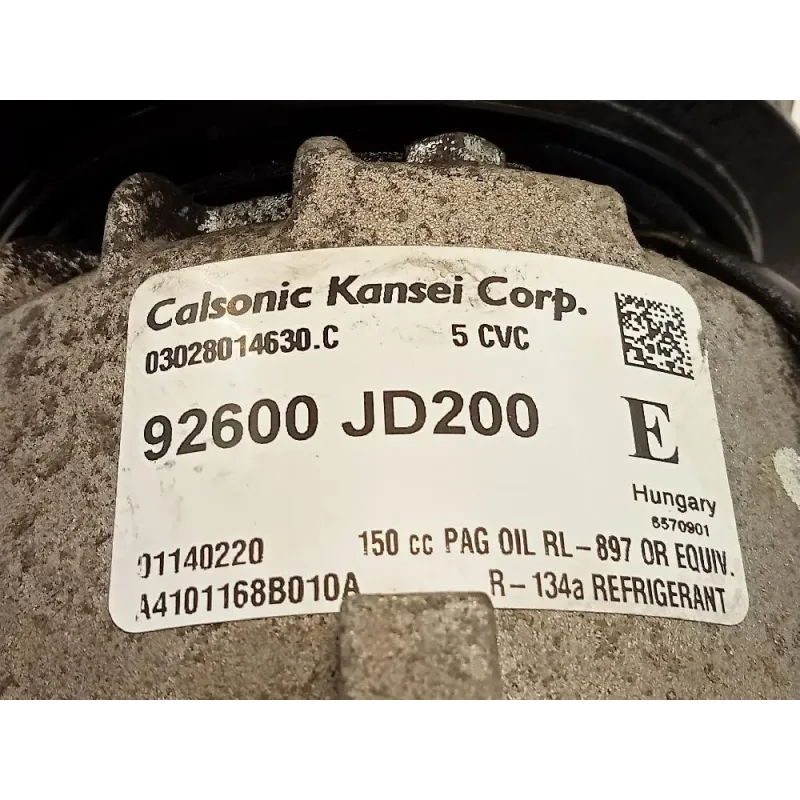 Calsonic Kansei Corp.
03028014630.C 5 CVC
92600 JD200 E
Hungary
6570901
01140220 150 cc PAG OIL RL-897 OR EQUIV.
A4101168B010A R-134a REFRIGERANT